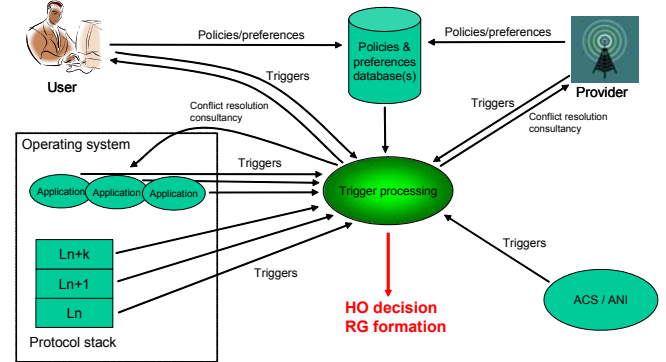 Policies/preferences
Policies &
preferences
database(s)
Policies/preferences
User
Provider
Triggers
Triggers
Conflict resolution
consultancy
Conflict resolution
consultancy
Operating system
Triggers
Application
Application
Application
Trigger processing
Ln+k
Ln+1
Ln
Triggers
Triggers
HO decision
RG formation
ACS / ANI
Protocol stack